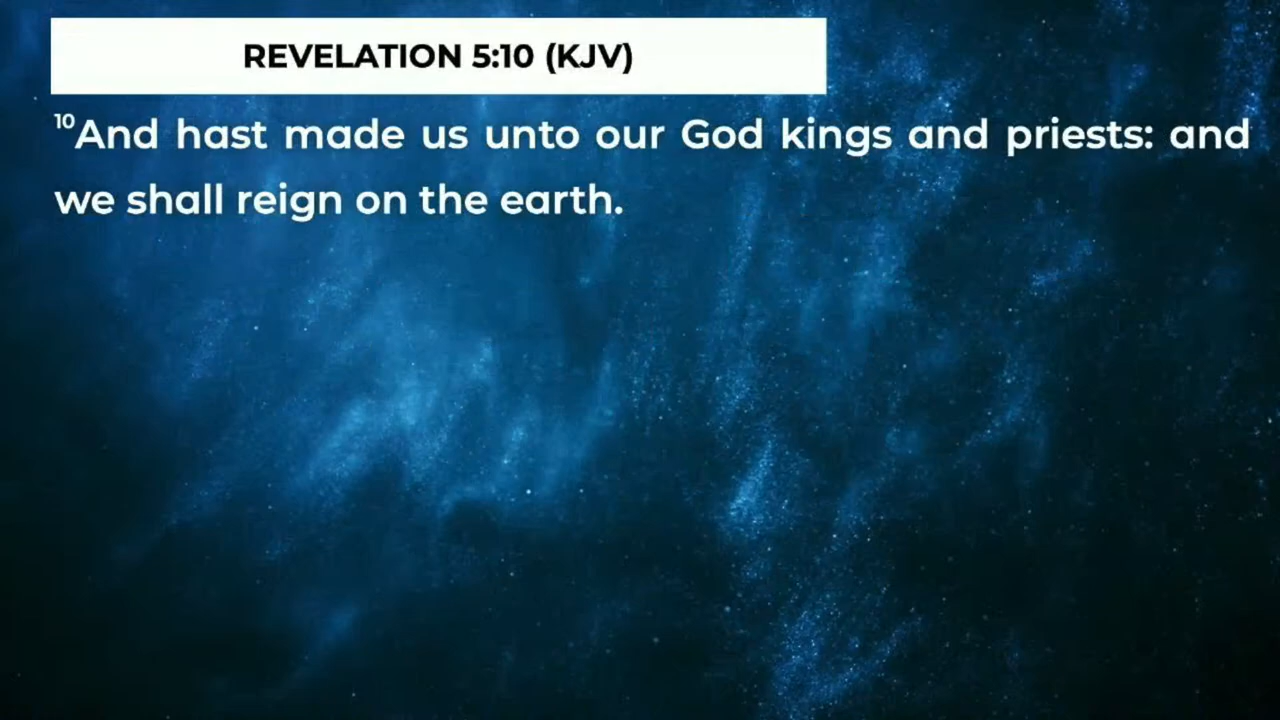 REVELATION 5:10 (KJV)
10And hast made us unto our God kings and priests: and
we shall reign on the earth.